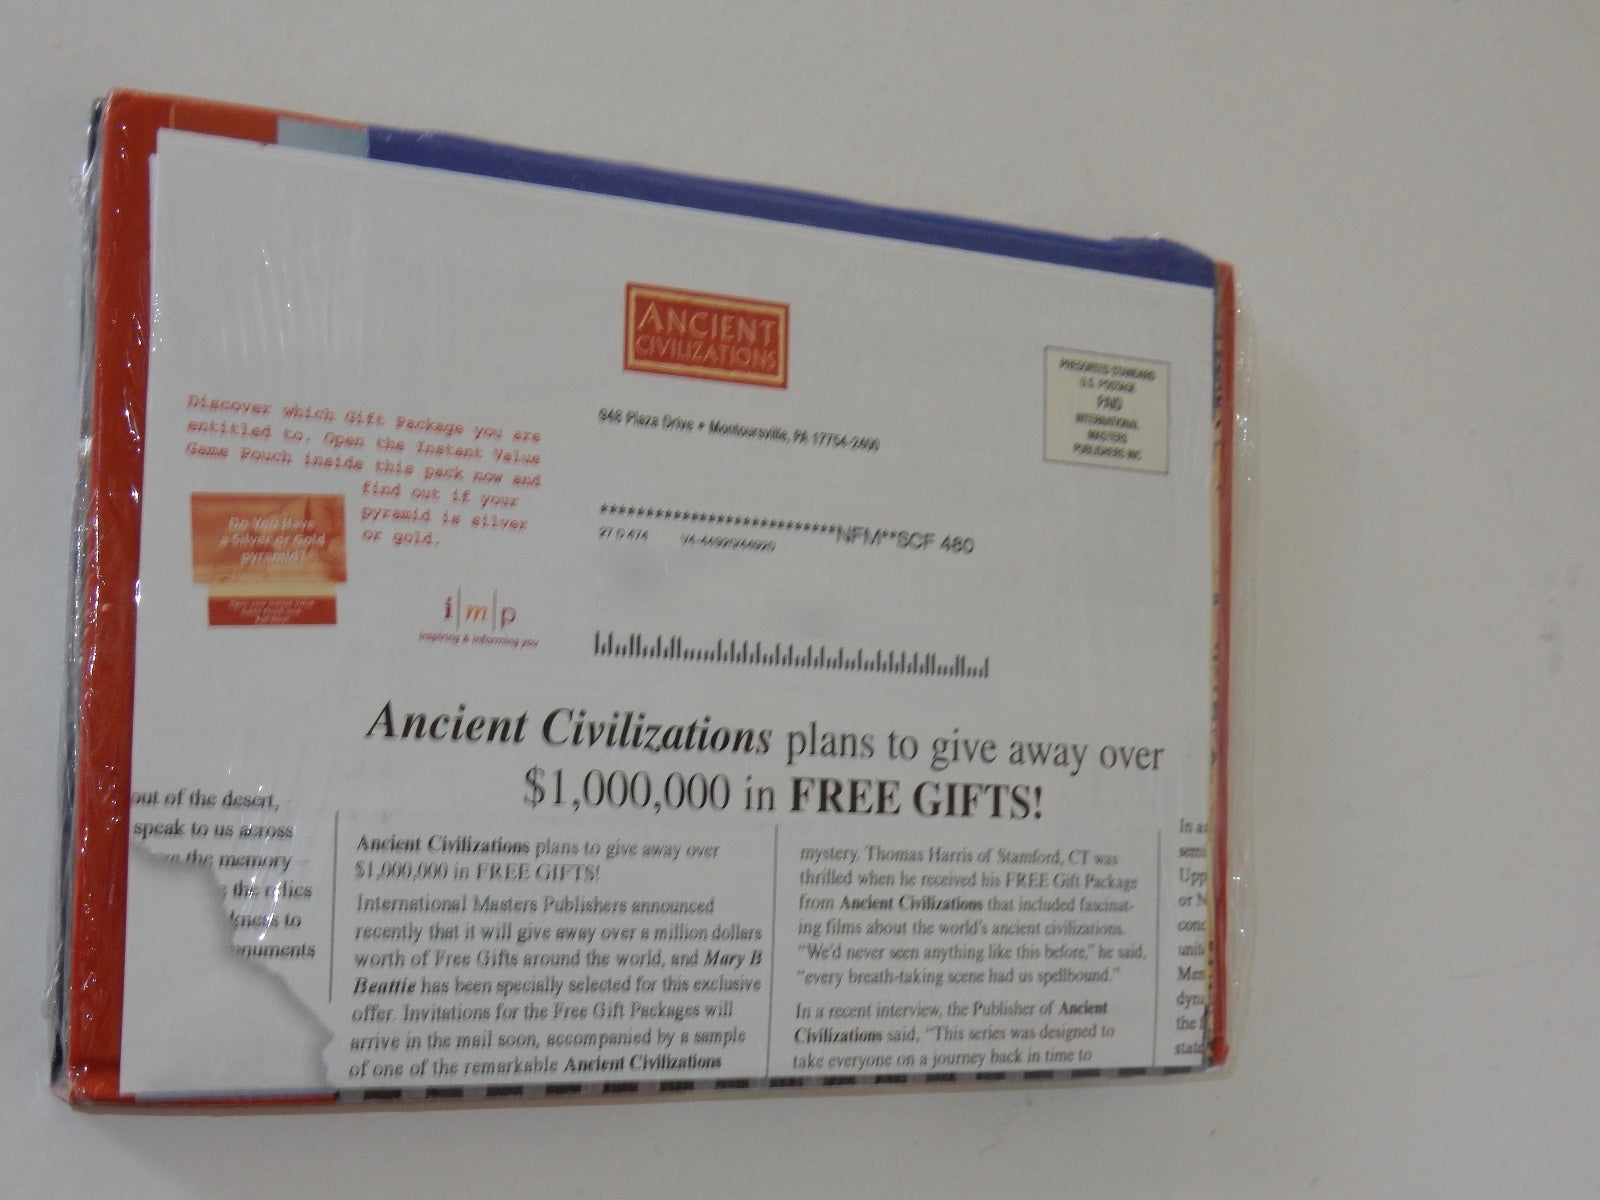 ANCIENT
CIVILIZATIONS
PRESORTED STANDARD
U.S. POSTAGE
PAID
INTERNATIONAL
MASTERS
PUBLISHERS INC
948 Plaza Drive • Montoursville, PA 17754-2400
Discover which Gift Package you are
entitled to. Open the Instant Value
Game Pouch inside this pack now and
find out if your
pyramid is silver
or gold.
Do You Have
a Silver or Gold
pyramid?
NFM**SCF 480
i|m|p
inspiring & informing you
Ancient Civilizations plans to give away over
$1,000,000 in FREE GIFTS!
out of the desert,
speak to us across
the memory
the relics
to
Ancient Civilizations plans to give away over
$1,000,000 in FREE GIFTS!
International Masters Publishers announced
recently that it will give away over a million dollars
worth of Free Gifts around the world, and Mary B
Beattie has been specially selected for this exclusive
offer. Invitations for the Free Gift Packages will
arrive in the mail soon, accompanied by a sample
of one of the remarkable Ancient Civilizations
mystery. Thomas Harris of Stamford, CT was
thrilled when he received his FREE Gift Package
from Ancient Civilizations that included fascinat-
ing films about the world's ancient civilizations.
"We'd never seen anything like this before," he said,
"every breath-taking scene had us spellbound."
In a recent interview, the Publisher of Ancient
Civilizations said, "This series was designed to
take everyone on a journey back in time to
In
Upp
the
state